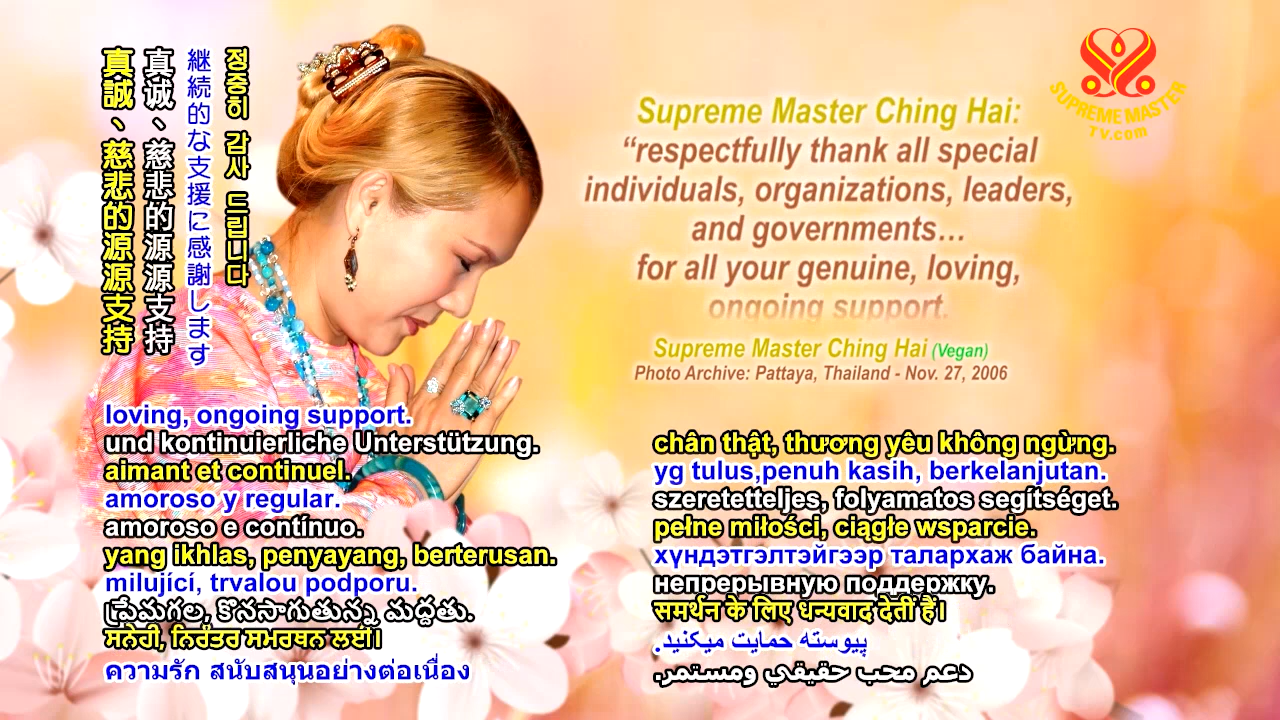 真誠、慈悲的源源支持
真诚、慈悲的源源支持
継続的な支援に感謝します
정중히 감사 드립니다
SUPREME MASTER
TV.com
Supreme Master Ching Hai:
“respectfully thank all special
individuals, organizations, leaders,
and governments…
for all your genuine, loving,
ongoing support.
Supreme Master Ching Hai (Vegan)
Photo Archive: Pattaya, Thailand - Nov. 27, 2006
loving, ongoing support.
und kontinuierliche Unterstützung.
aimant et continuel.
amoroso y regular.
amoroso e contínuo.
yang ikhlas, penyayang, berterusan.
milující, trvalou podporu.
ప్రేమగల, కొనసాగుతున్న మద్దతు.
ਸਨੇਹੀ, ਨਿਰੰਤਰ ਸਮਰਥਨ ਲਈ।
ความรัก สนับสนุนอย่างต่อเนื่อง
chân thật, thương yêu không ngừng.
yg tulus,penuh kasih, berkelanjutan.
szeretetteljes, folyamatos segítséget.
pełne miłości, ciągłe wsparcie.
хүндэтгэлтэйгээр талархаж байна.
непрерывную поддержку.
समर्थन के लिए धन्यवाद देतीं हैं।
پیوسته حمایت میکنید.
دعم محب حقيقي ومستمر.